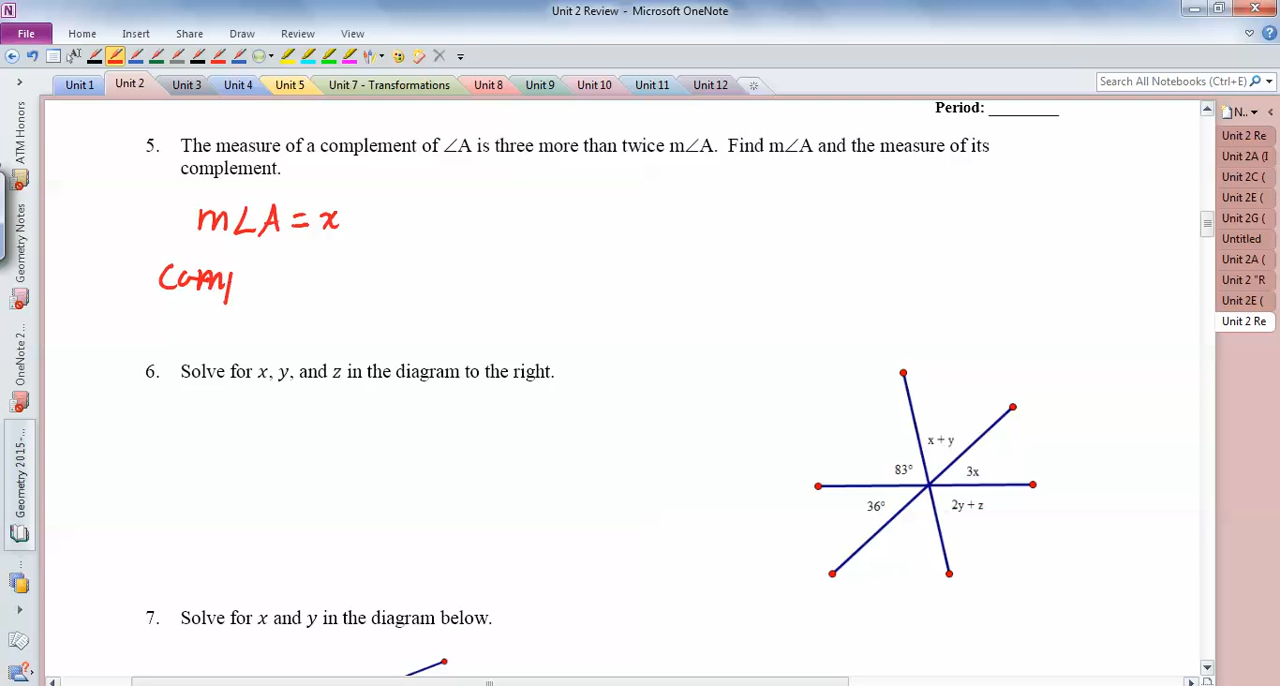 Unit 2 Review - Microsoft OneNote
File Home Insert Share Draw Review View
Search All Notebooks (Ctrl+E)
Unit 1 Unit 2 Unit 3 Unit 4 Unit 5 Unit 7 - Transformations Unit 8 Unit 9 Unit 10 Unit 11 Unit 12
ATM Honors
Geometry Notes
OneNote 2...
Geometry 2015-...
Period: ________
5. The measure of a complement of ∠A is three more than twice m∠A. Find m∠A and the measure of its
complement.
m∠A = x
Comp
6. Solve for x, y, and z in the diagram to the right.
x + y
83°
3x
36°
2y + z
7. Solve for x and y in the diagram below.
N..
Unit 2 Re
Unit 2A (I
Unit 2C (
Unit 2E (
Unit 2G (
Untitled
Unit 2A (
Unit 2 "R
Unit 2E (
Unit 2 Re